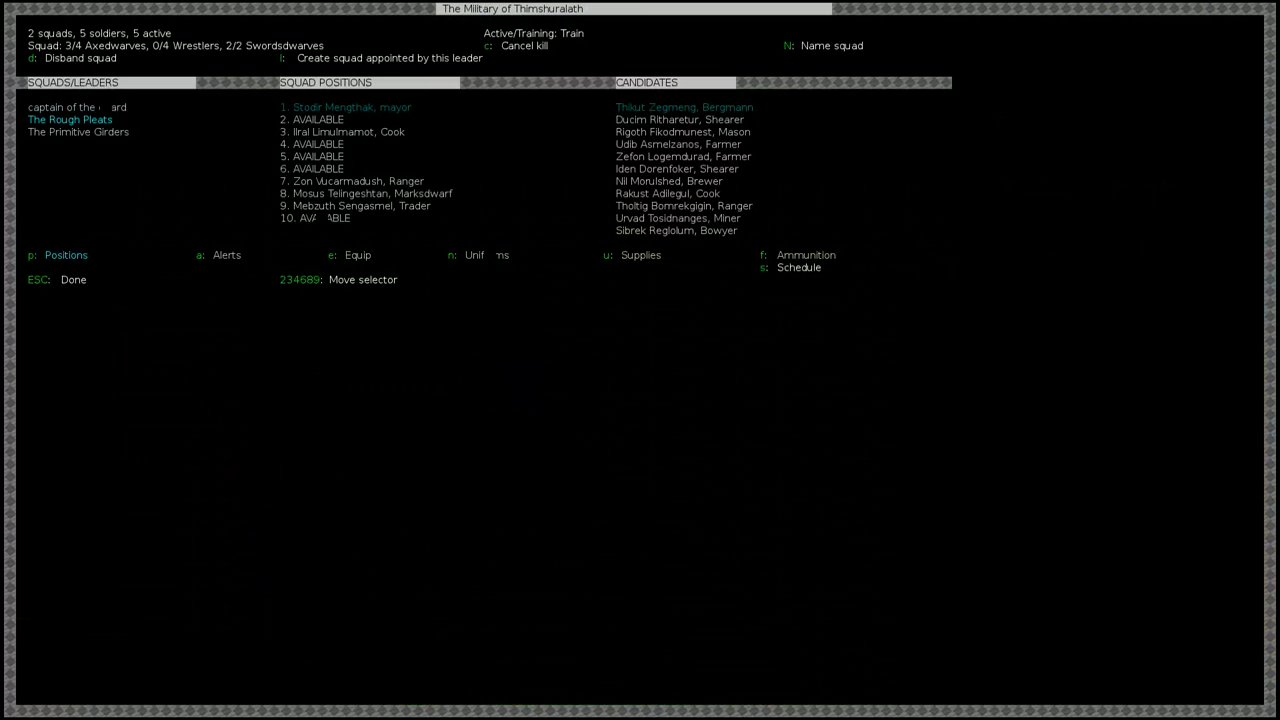 The Military of Thimshuralath
2 squads, 5 soldiers, 5 active Active/Training: Train
Squad: 3/4 Axedwarves, 0/4 Wrestlers, 2/2 Swordsdwarves c: Cancel kill N: Name squad
d: Disband squad l: Create squad appointed by this leader
SQUADS/LEADERS SQUAD POSITIONS CANDIDATES
captain of the ard 1. Stodir Mengthak, mayor Thikut Zegmeng, Bergmann
The Rough Pleats 2. AVAILABLE Ducim Ritharetur, Shearer
The Primitive Girders 3. Ilral Limulmamot, Cook Rigoth Fikodmunest, Mason
4. AVAILABLE Udib Asmelzanos, Farmer
5. AVAILABLE Zefon Logemdurad, Farmer
6. AVAILABLE Iden Dorenfoker, Shearer
7. Zon Vucarmadush, Ranger Nil Morulshed, Brewer
8. Mosus Telingeshtan, Marksdwarf Rakust Adilegul, Cook
9. Mebzuth Sengasmel, Trader Tholtig Bomrekgigin, Ranger
10. AVA ABLE Urvad Tosidnanges, Miner
Sibrek Reglolum, Bowyer
p: Positions a: Alerts e: Equip n: Unif ms u: Supplies f: Ammunition
s: Schedule
ESC: Done 234689: Move selector